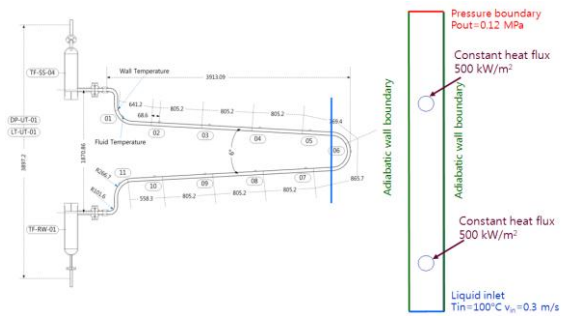 TF-SS-04
DP-UT-01
LT-UT-01
3897.2
TF-RW-01
Wall Temperature
Fluid Temperature
3913.09
641.2
68.6
805.2
805.2
805.2
369.4
1870.86
01
02
03
04
05
06
6°
11
10
09
08
07
558.3
805.2
805.2
805.2
865.7
Pressure boundary
Pout=0.12 MPa
Constant heat flux
500 kW/m²
Adiabatic wall boundary
Adiabatic wall boundary
Constant heat flux
500 kW/m²
Liquid inlet
Tin=100°C vin=0.3 m/s